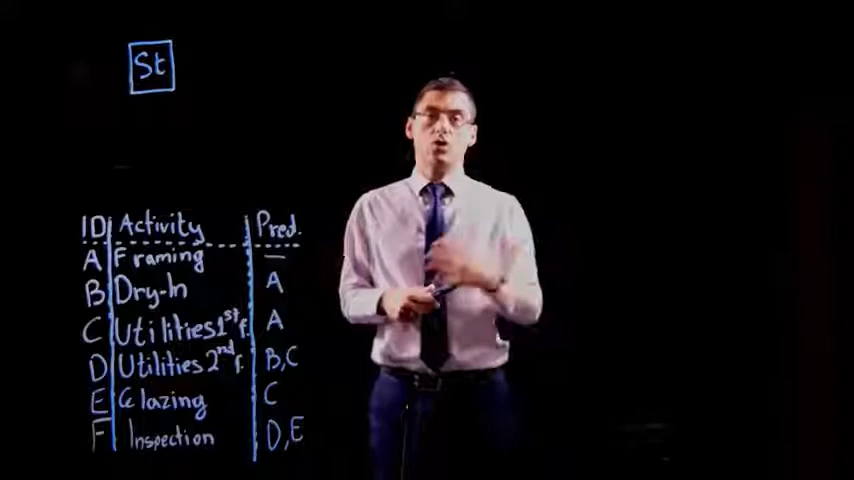 St
ID Activity Pred.
A Framing —
B Dry-In A
C Utilities 1st f. A
D Utilities 2nd f. B,C
E Glazing C
F Inspection D,E